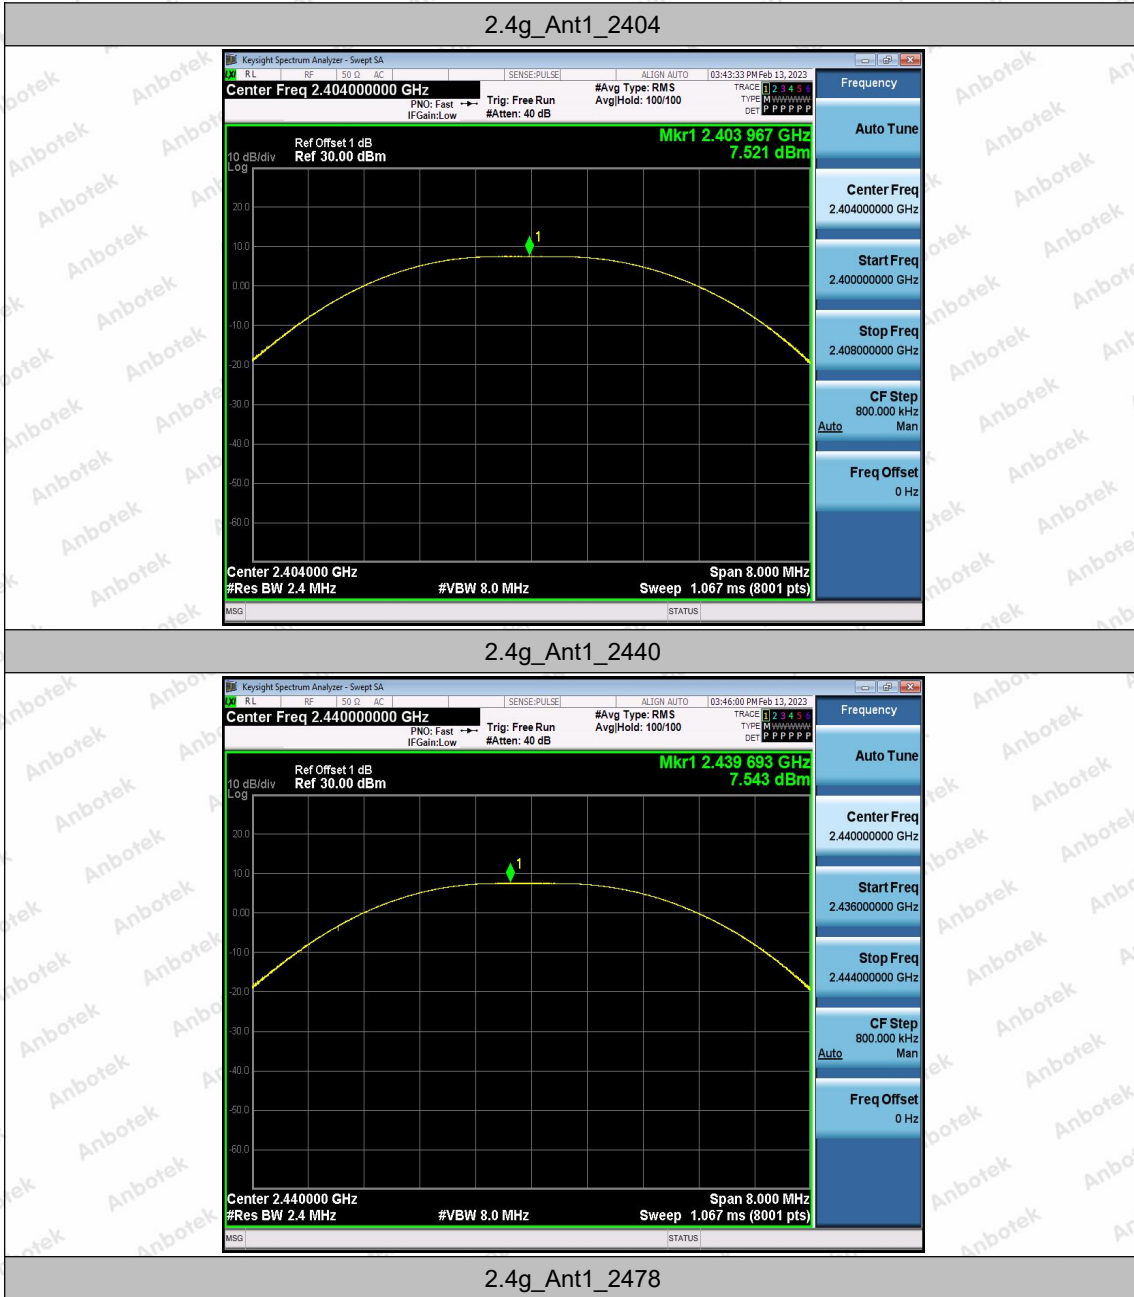 2.4g_Ant1_2404
Keysight Spectrum Analyzer - Swept SA
RL RF 50 Ω AC SENSE:PULSE ALIGN AUTO 03:43:33 PM Feb 13, 2023
Center Freq 2.404000000 GHz
PNO: Fast
IFGain:Low
Trig: Free Run
#Atten: 40 dB
#Avg Type: RMS
Avg|Hold: 100/100
TRACE 1 2 3 4 5 6
TYPE M WWWWW
DET P P P P P P
Mkr1 2.403 967 GHz
7.521 dBm
Ref Offset 1 dB
10 dB/div Ref 30.00 dBm
Log
20.0
10.0
0.00
-10.0
-20.0
-30.0
-40.0
-50.0
-60.0
1
Center 2.404000 GHz Span 8.000 MHz
#Res BW 2.4 MHz #VBW 8.0 MHz Sweep 1.067 ms (8001 pts)
MSG STATUS
Frequency
Auto Tune
Center Freq
2.404000000 GHz
Start Freq
2.400000000 GHz
Stop Freq
2.408000000 GHz
CF Step
800.000 kHz
Auto Man
Freq Offset
0 Hz
2.4g_Ant1_2440
Keysight Spectrum Analyzer - Swept SA
RL RF 50 Ω AC SENSE:PULSE ALIGN AUTO 03:46:00 PM Feb 13, 2023
Center Freq 2.440000000 GHz
PNO: Fast
IFGain:Low
Trig: Free Run
#Atten: 40 dB
#Avg Type: RMS
Avg|Hold: 100/100
TRACE 1 2 3 4 5 6
TYPE M WWWWW
DET P P P P P P
Mkr1 2.439 693 GHz
7.543 dBm
Ref Offset 1 dB
10 dB/div Ref 30.00 dBm
Log
20.0
10.0
0.00
-10.0
-20.0
-30.0
-40.0
-50.0
-60.0
1
Center 2.440000 GHz Span 8.000 MHz
#Res BW 2.4 MHz #VBW 8.0 MHz Sweep 1.067 ms (8001 pts)
MSG STATUS
Frequency
Auto Tune
Center Freq
2.440000000 GHz
Start Freq
2.436000000 GHz
Stop Freq
2.444000000 GHz
CF Step
800.000 kHz
Auto Man
Freq Offset
0 Hz
2.4g_Ant1_2478
Anbotek